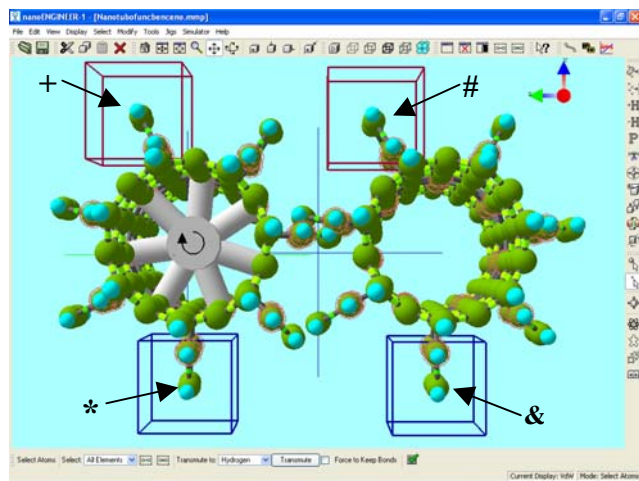 nanoENGINEER-1 - [Nanotubofuncbencene.mmp]
File Edit View Display Select Modify Tools Jigs Simulator Help
+
#
*
&
Select Atoms Select: All Elements Transmute to: Hydrogen Transmute Force to Keep Bonds
Current Display: VdW Mode: Select Atoms